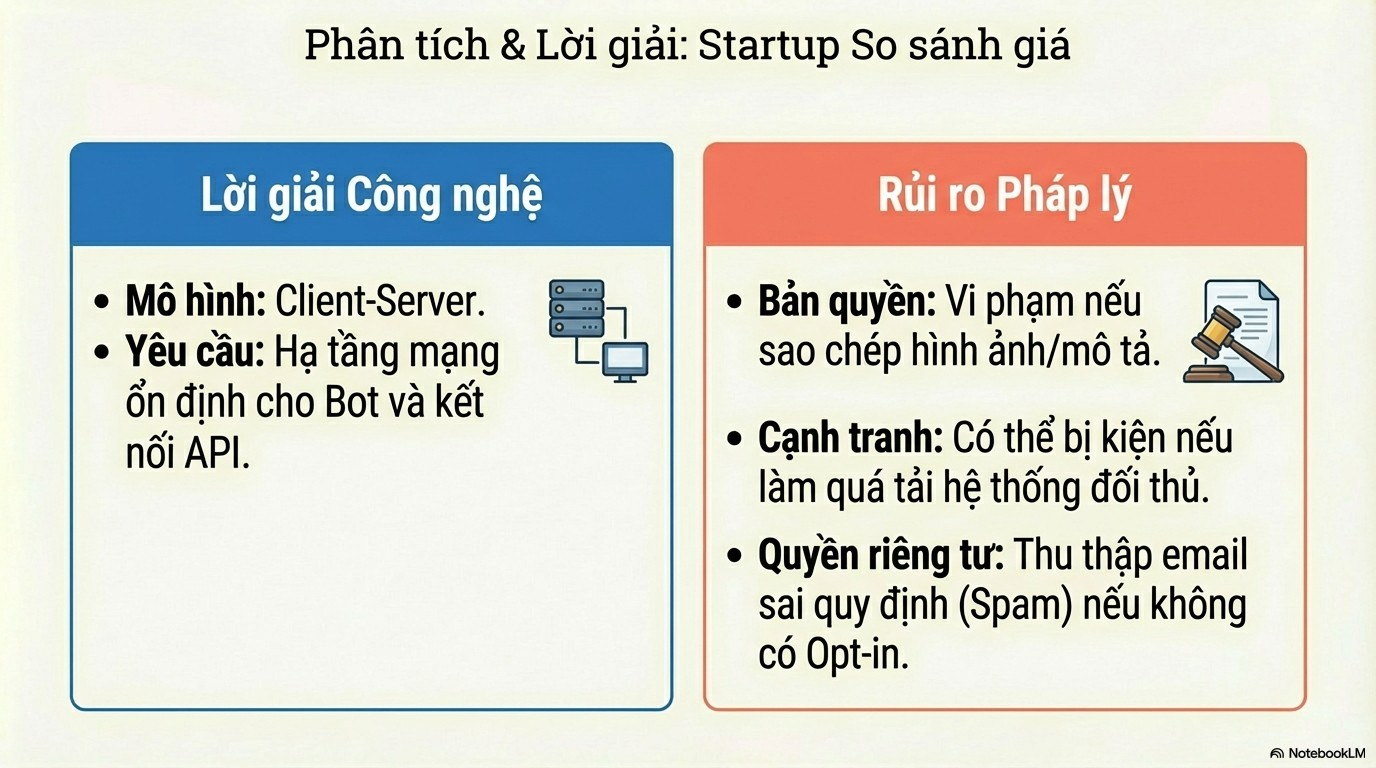 Phân tích & Lời giải: Startup So sánh giá
Lời giải Công nghệ
• Mô hình: Client-Server.
• Yêu cầu: Hạ tầng mạng
ổn định cho Bot và kết
nối API.
Rủi ro Pháp lý
• Bản quyền: Vi phạm nếu
sao chép hình ảnh/mô tả.
• Cạnh tranh: Có thể bị kiện nếu
làm quá tải hệ thống đối thủ.
• Quyền riêng tư: Thu thập email
sai quy định (Spam) nếu không
có Opt-in.
NotebookLM